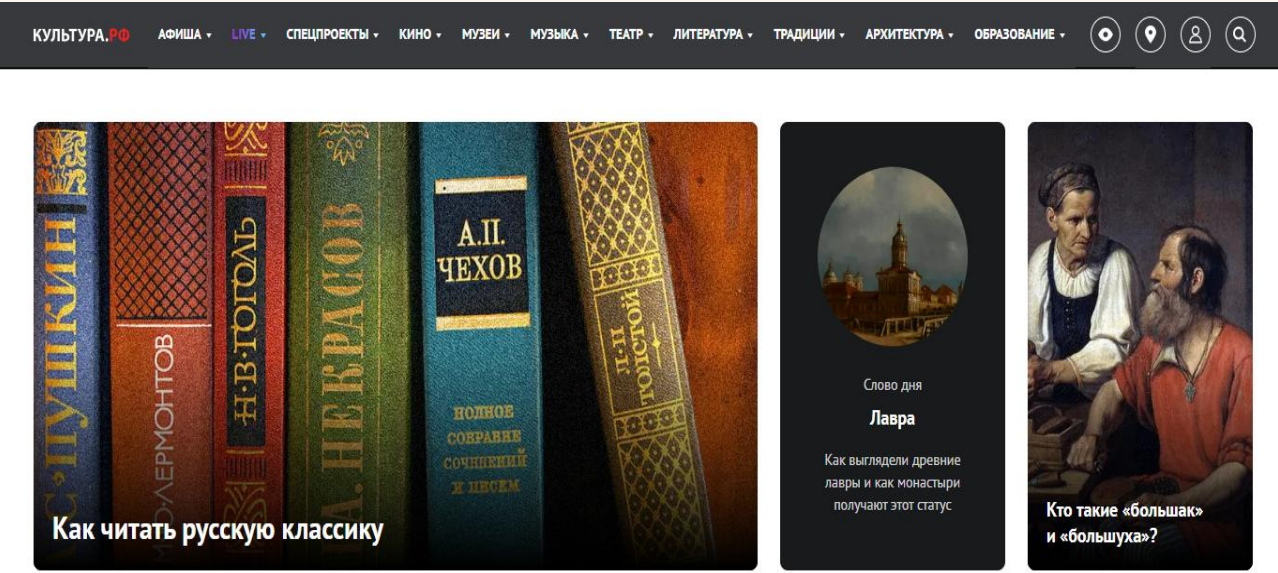 КУЛЬТУРА.РФ АФИША LIVE СПЕЦПРОЕКТЫ КИНО МУЗЕИ МУЗЫКА ТЕАТР ЛИТЕРАТУРА ТРАДИЦИИ АРХИТЕКТУРА ОБРАЗОВАНИЕ
А•С•ПУШКИН
М•Ю•ЛЕРМОНТОВ
Н•В•ГОГОЛЬ
Н.А.НЕКРАСОВ
А.П.
ЧЕХОВ
ПОЛНОЕ
СОБРАНИЕ
СОЧИНЕНИЙ
И ПИСЕМ
Л•Н
ТОЛСТОЙ
Как читать русскую классику
Слово дня
Лавра
Как выглядели древние
лавры и как монастыри
получают этот статус
Кто такие «большак»
и «большуха»?